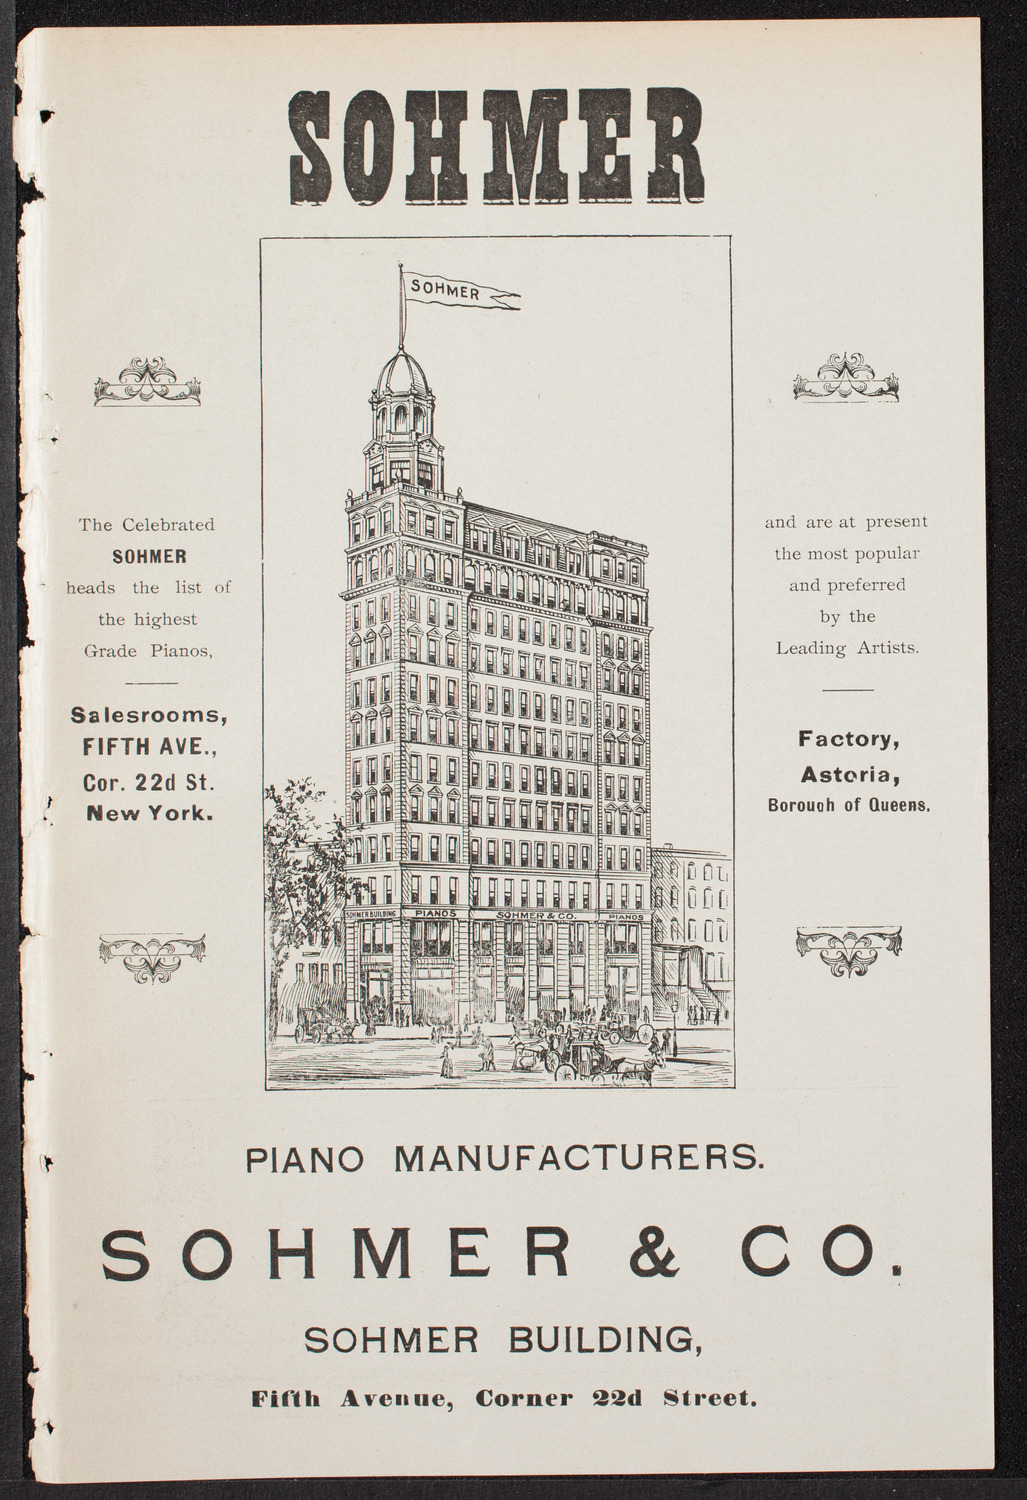 SOHMER
SOHMER
The Celebrated
SOHMER
heads the list of
the highest
Grade Pianos,
Salesrooms,
FIFTH AVE.,
Cor. 22d St.
New York.
and are at present
the most popular
and preferred
by the
Leading Artists.
Factory,
Astoria,
Borough of Queens.
SOHMER BUILDING PIANOS SOHMER & CO. PIANOS
PIANO MANUFACTURERS.
SOHMER & CO.
SOHMER BUILDING,
Fifth Avenue, Corner 22d Street.